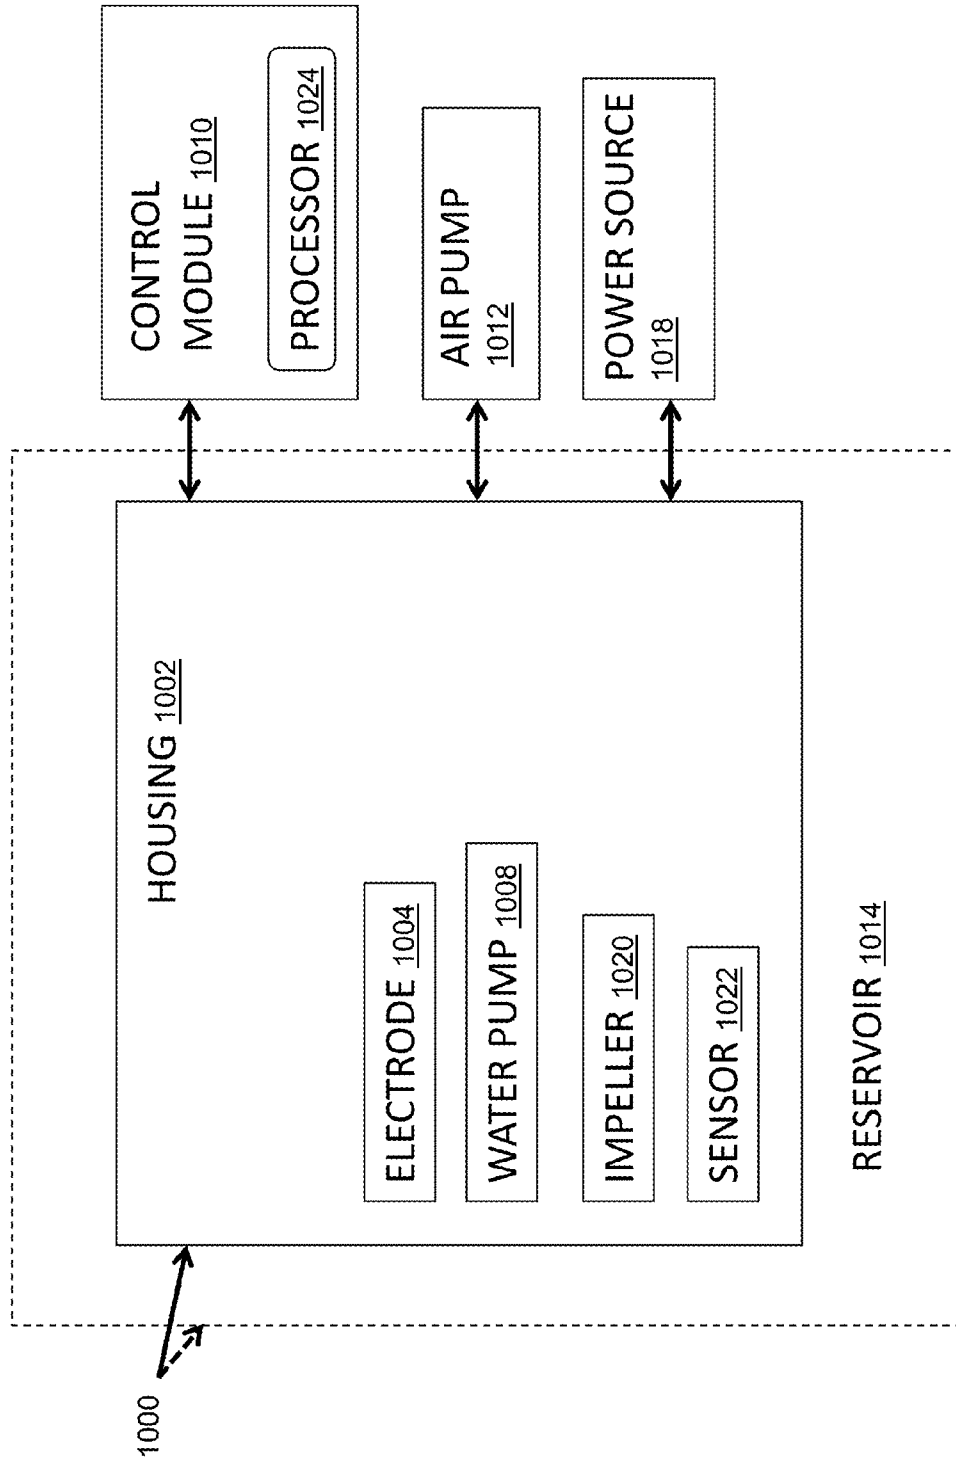 1000
HOUSING 1002
ELECTRODE 1004
WATER PUMP 1008
IMPELLER 1020
SENSOR 1022
RESERVOIR 1014
CONTROL
MODULE 1010
PROCESSOR 1024
AIR PUMP
1012
POWER SOURCE
1018